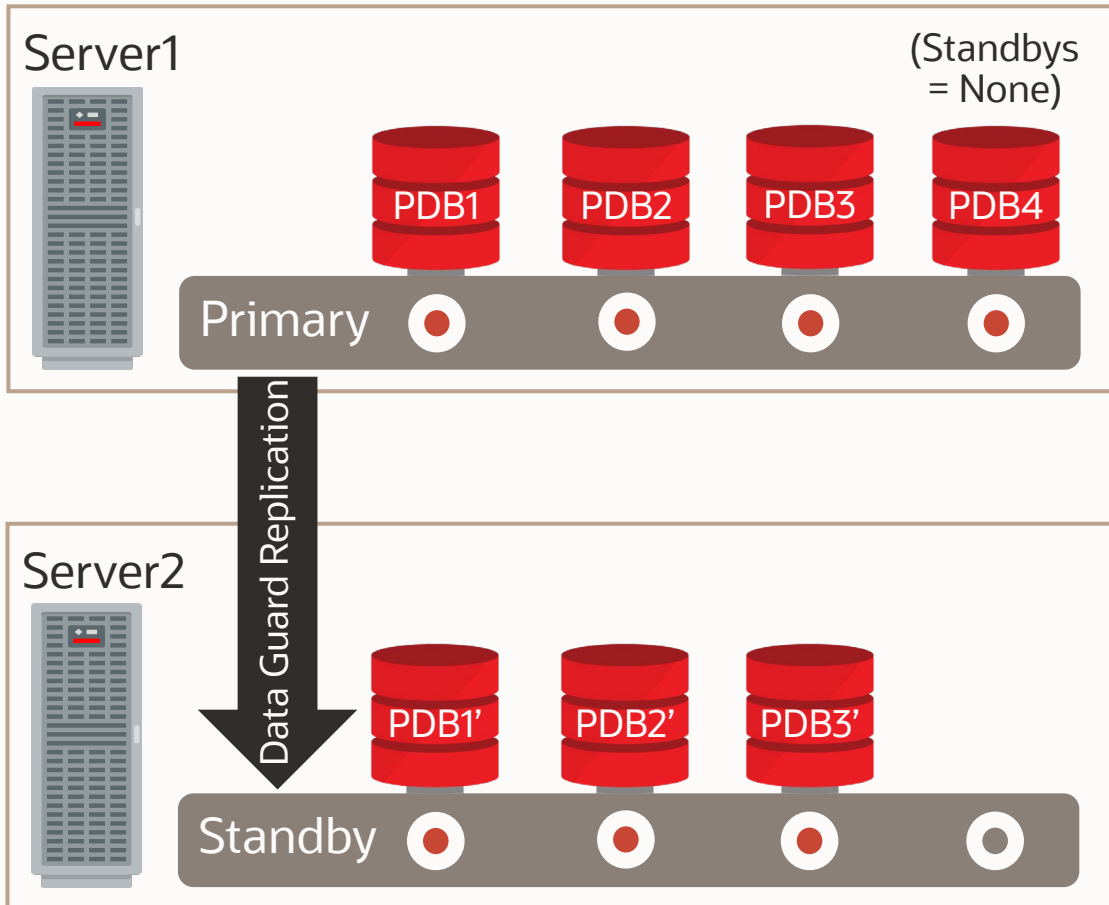 Server1
(Standbys
= None)
PDB1
PDB2
PDB3
PDB4
Primary
Data Guard Replication
Server2
PDB1’
PDB2’
PDB3’
Standby